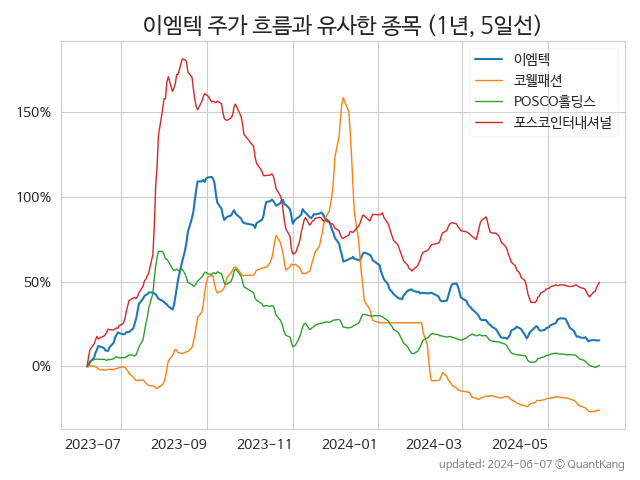 이엠텍 주가 흐름과 유사한 종목 (1년, 5일선)
이엠텍
코웰패션
POSCO홀딩스
포스코인터내셔널
150%
100%
50%
0%
2023-07 2023-09 2023-11 2024-01 2024-03 2024-05
updated: 2024-06-07 © QuantKang